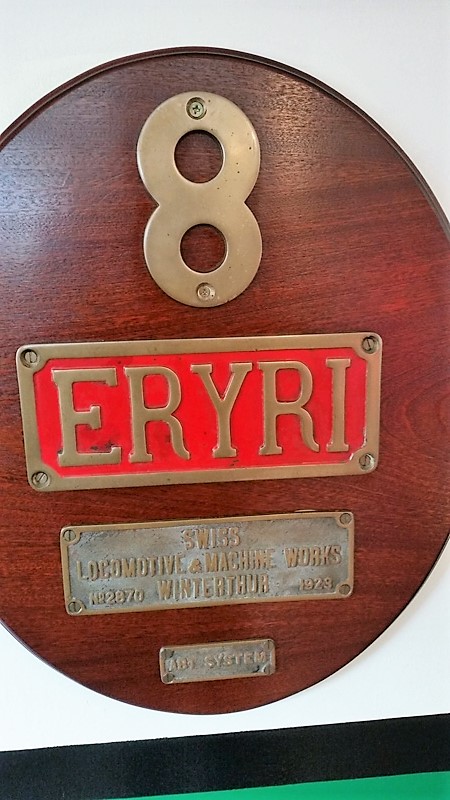 8
ERYRI
SWISS
LOCOMOTIVE & MACHINE WORKS
No2870 WINTERTHUR 1923
ABT SYSTEM